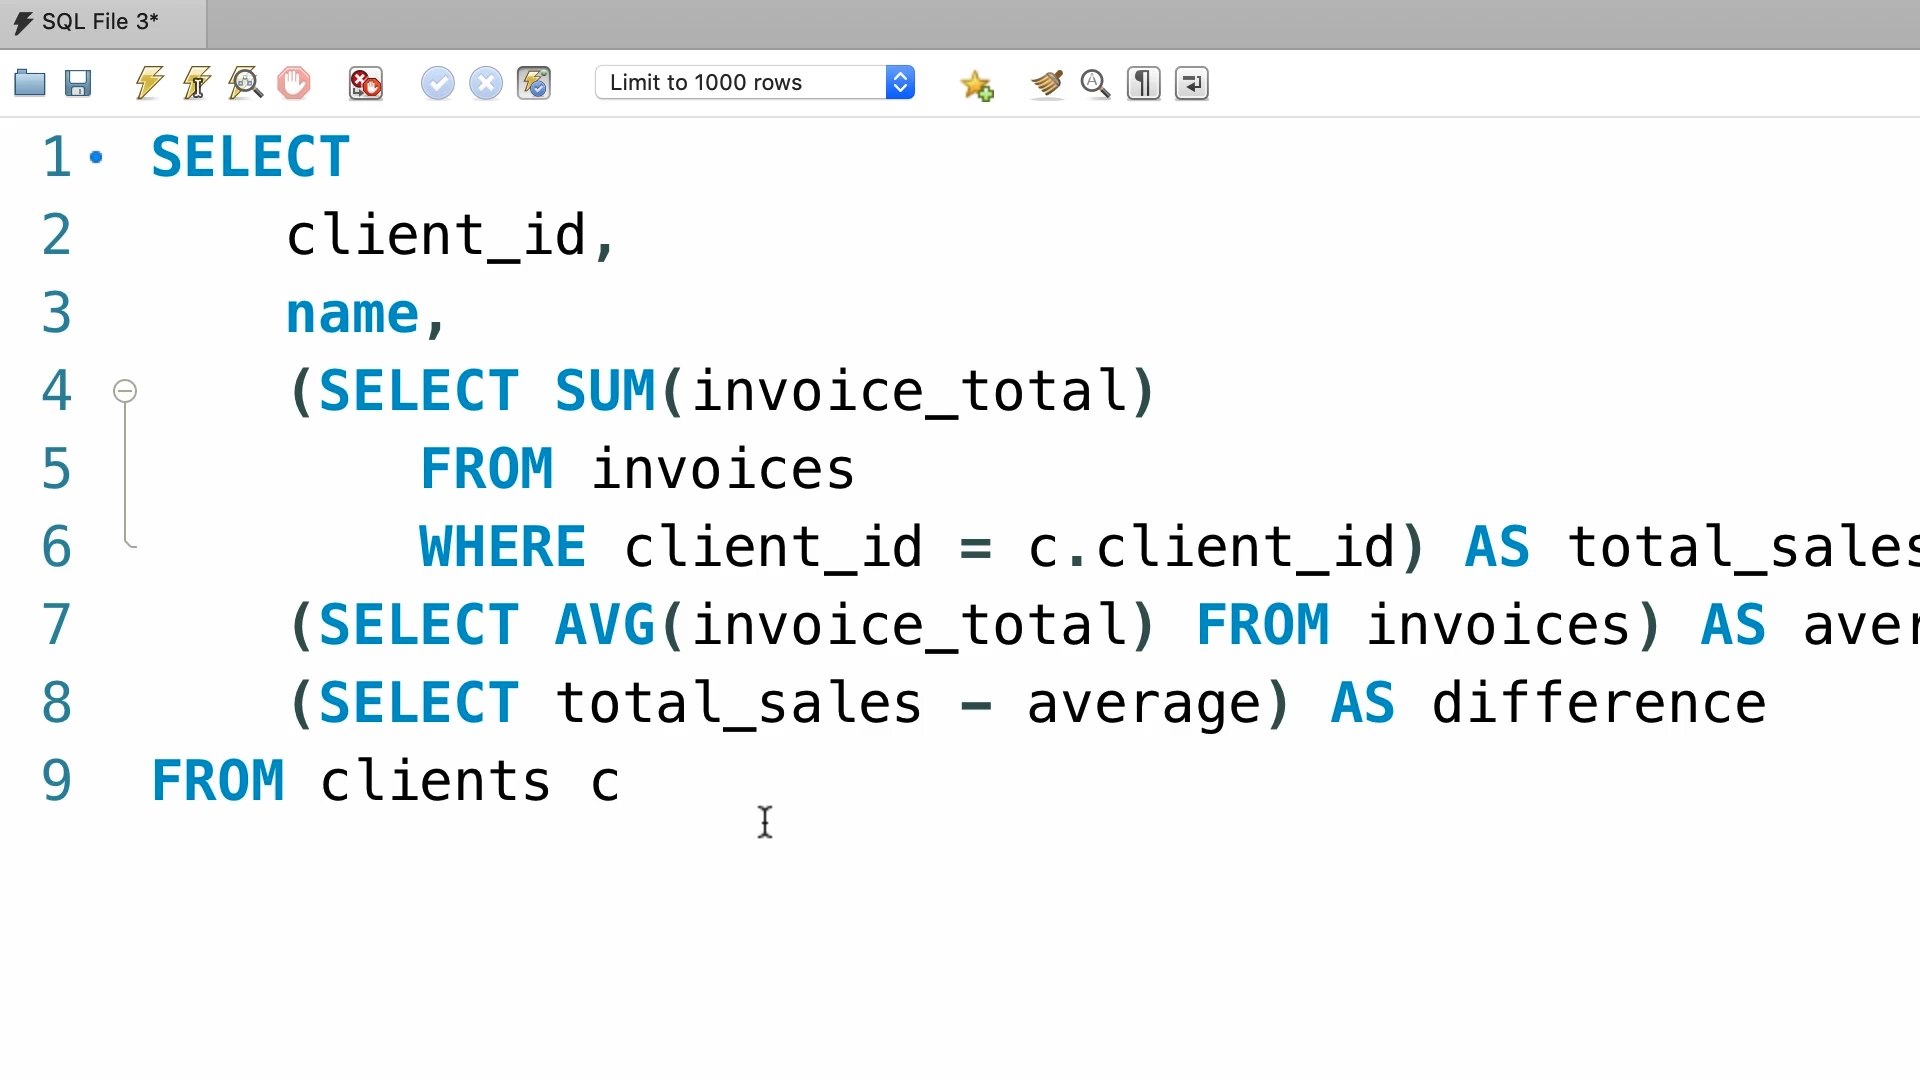 SQL File 3*
Limit to 1000 rows
1 SELECT
2 client_id,
3 name,
4 (SELECT SUM(invoice_total)
5 FROM invoices
6 WHERE client_id = c.client_id) AS total_sales
7 (SELECT AVG(invoice_total) FROM invoices) AS aver
8 (SELECT total_sales - average) AS difference
9 FROM clients c